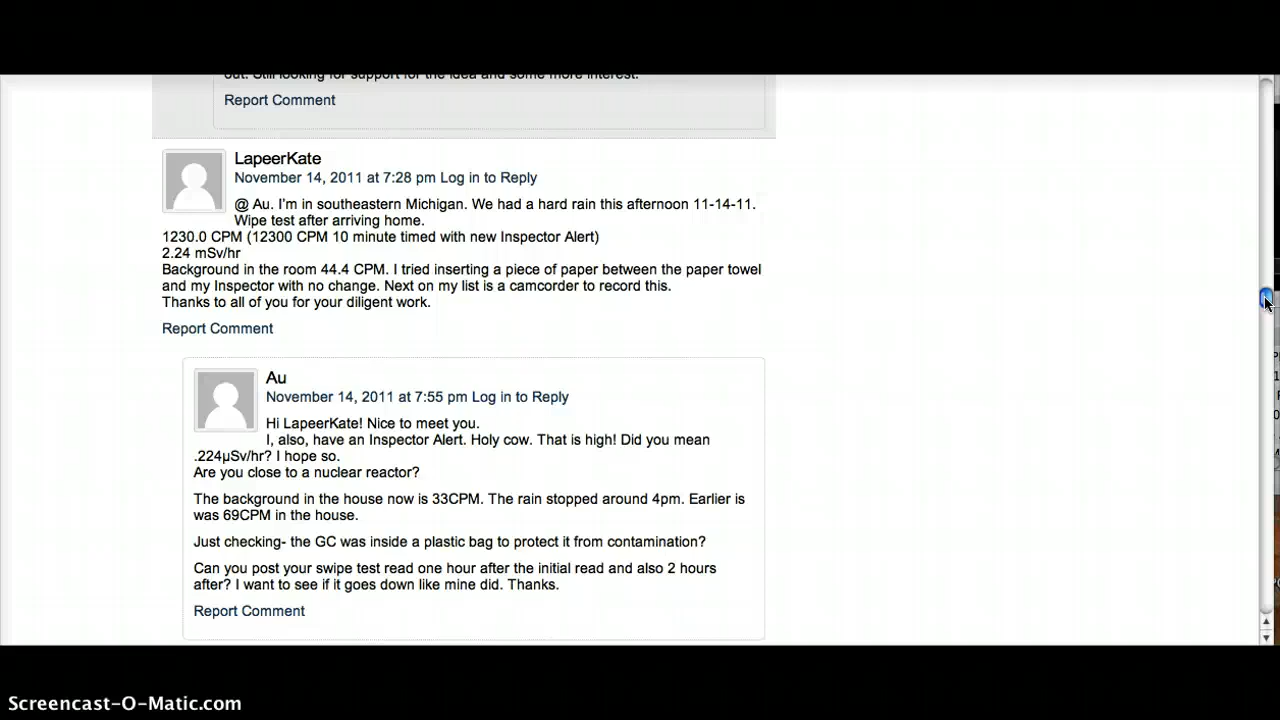 out. Still looking for support for the idea and some more interest.
Report Comment
LapeerKate
November 14, 2011 at 7:28 pm Log in to Reply
@ Au. I'm in southeastern Michigan. We had a hard rain this afternoon 11-14-11.
Wipe test after arriving home.
1230.0 CPM (12300 CPM 10 minute timed with new Inspector Alert)
2.24 mSv/hr
Background in the room 44.4 CPM. I tried inserting a piece of paper between the paper towel
and my Inspector with no change. Next on my list is a camcorder to record this.
Thanks to all of you for your diligent work.
Report Comment
Au
November 14, 2011 at 7:55 pm Log in to Reply
Hi LapeerKate! Nice to meet you.
I, also, have an Inspector Alert. Holy cow. That is high! Did you mean
.224µSv/hr? I hope so.
Are you close to a nuclear reactor?
The background in the house now is 33CPM. The rain stopped around 4pm. Earlier is
was 69CPM in the house.
Just checking- the GC was inside a plastic bag to protect it from contamination?
Can you post your swipe test read one hour after the initial read and also 2 hours
after? I want to see if it goes down like mine did. Thanks.
Report Comment
Screencast-O-Matic.com